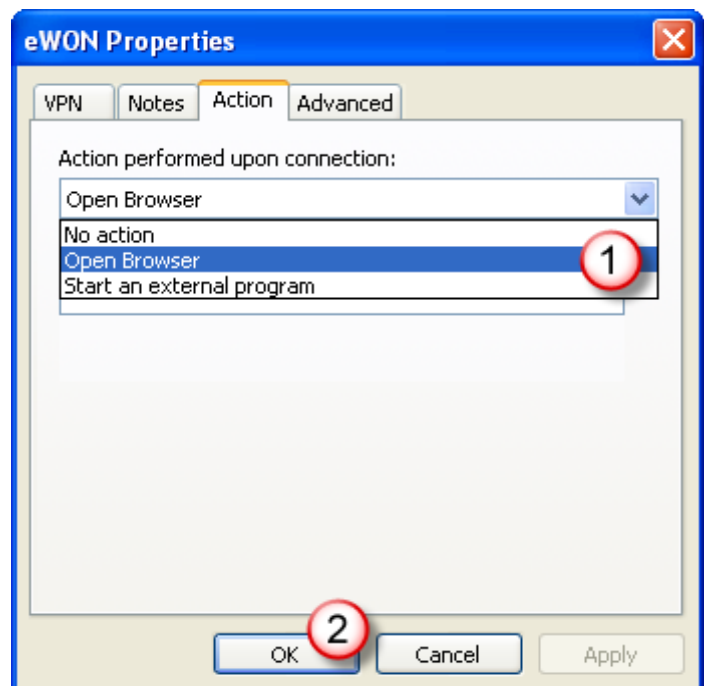 eWON Properties
VPN Notes Action Advanced
Action performed upon connection:
Open Browser
No action
Open Browser
1
Start an external program
2
OK Cancel Apply